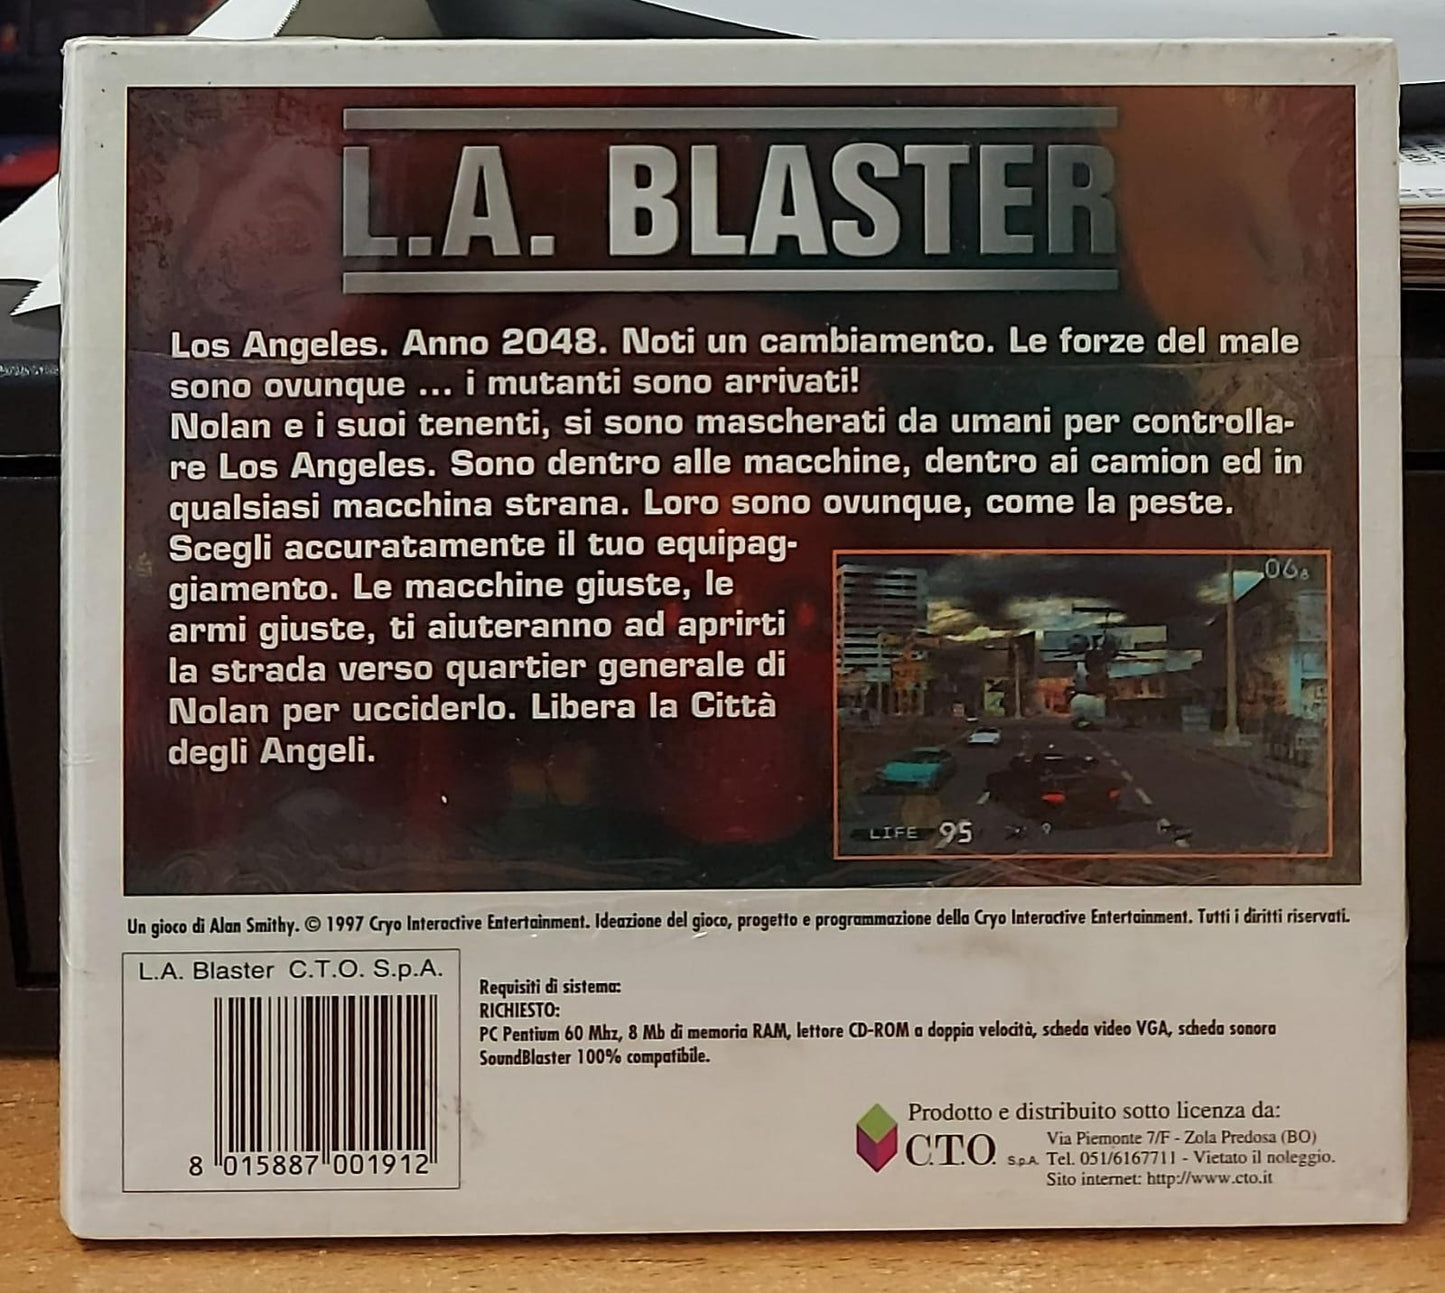 L.A. BLASTER
Los Angeles. Anno 2048. Noti un cambiamento. Le forze del male
sono ovunque ... i mutanti sono arrivati!
Nolan e i suoi tenenti, si sono mascherati da umani per controlla-
re Los Angeles. Sono dentro alle macchine, dentro ai camion ed in
qualsiasi macchina strana. Loro sono ovunque, come la peste.
Scegli accuratamente il tuo equipag-
giamento. Le macchine giuste, le
armi giuste, ti aiuteranno ad aprirti
la strada verso quartier generale di
Nolan per ucciderlo. Libera la Città
degli Angeli.
06
LIFE 95 9
Un gioco di Alan Smithy. © 1997 Cryo Interactive Entertainment. Ideazione del gioco, progetto e programmazione della Cryo Interactive Entertainment. Tutti i diritti riservati.
L.A. Blaster C.T.O. S.p.A.
8 015887 001912
Requisiti di sistema:
RICHIESTO:
PC Pentium 60 Mhz, 8 Mb di memoria RAM, lettore CD-ROM a doppia velocità, scheda video VGA, scheda sonora
SoundBlaster 100% compatibile.
Prodotto e distribuito sotto licenza da:
C.T.O. S.p.A.
Via Piemonte 7/F - Zola Predosa (BO)
Tel. 051/6167711 - Vietato il noleggio.
Sito internet: http://www.cto.it